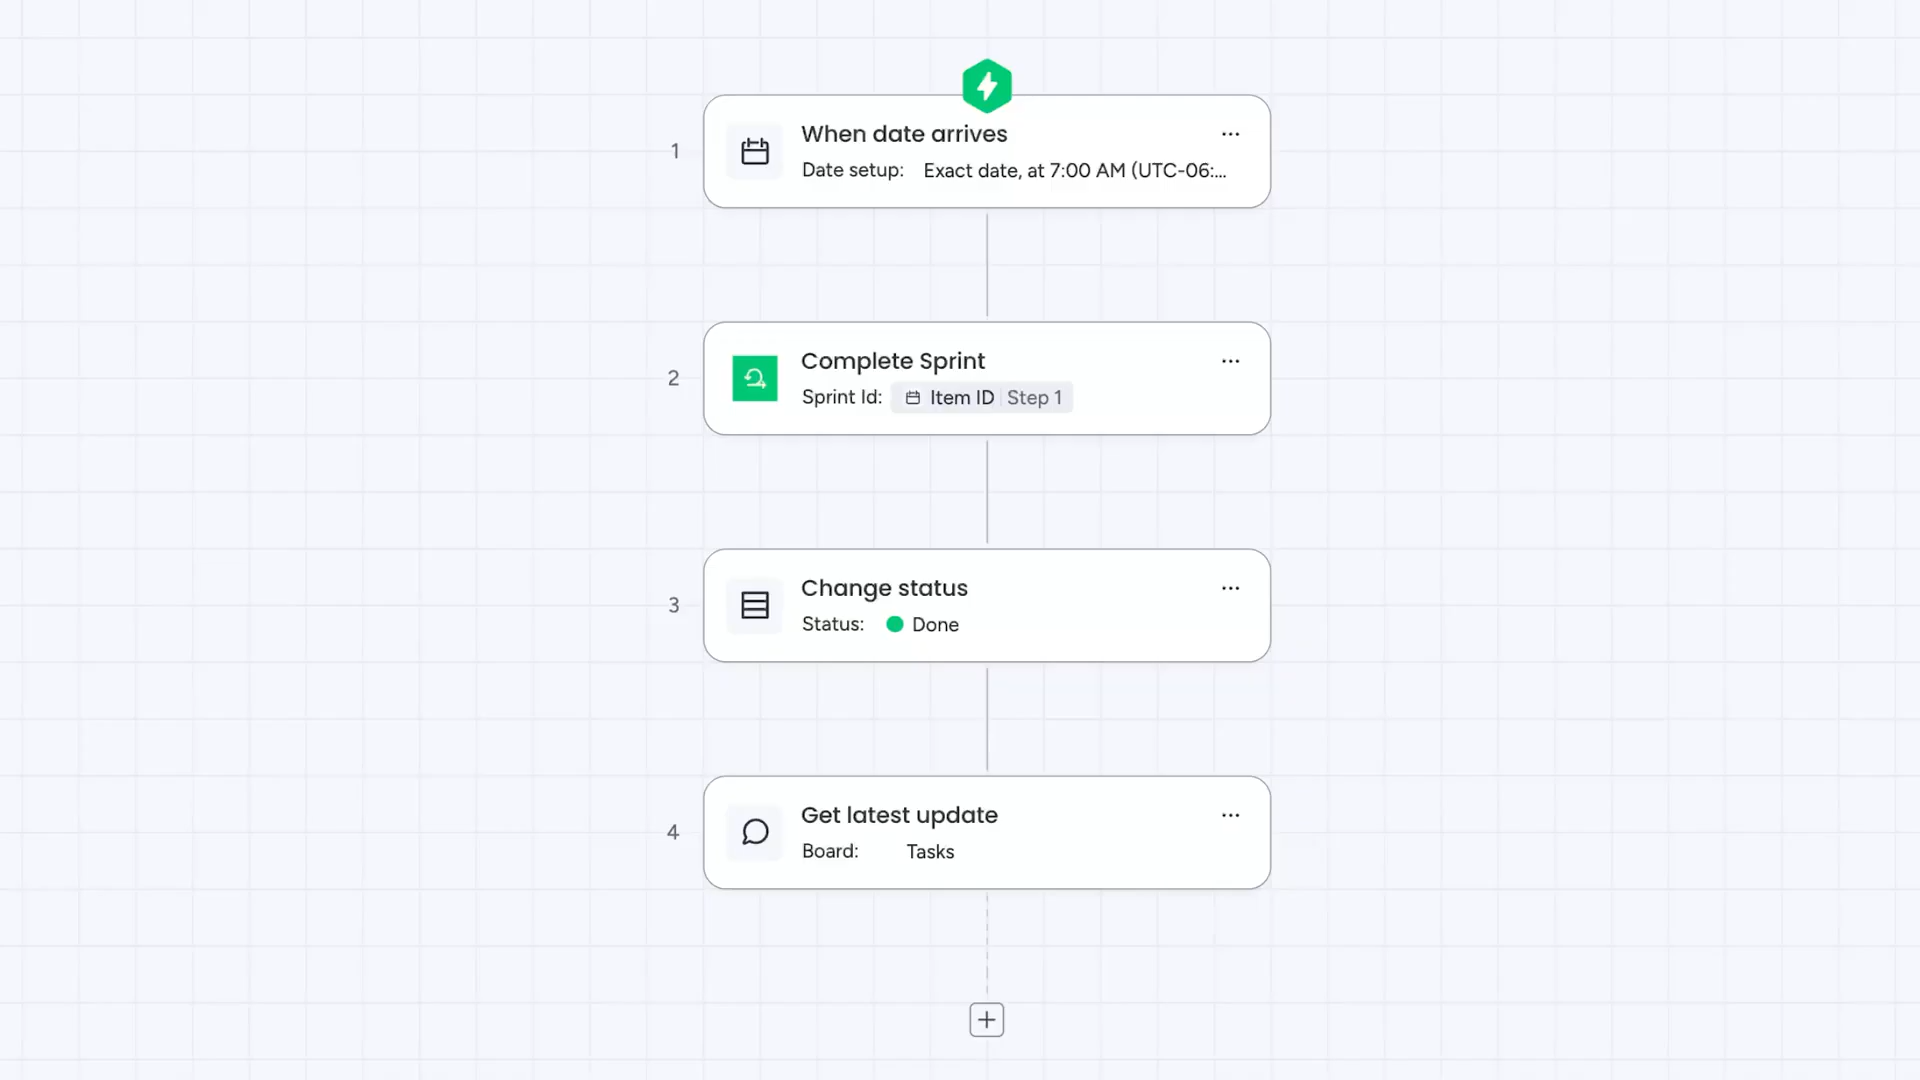 1
When date arrives
Date setup: Exact date, at 7:00 AM (UTC-06:...
2
Complete Sprint
Sprint Id: Item ID Step 1
3
Change status
Status: Done
4
Get latest update
Board: Tasks